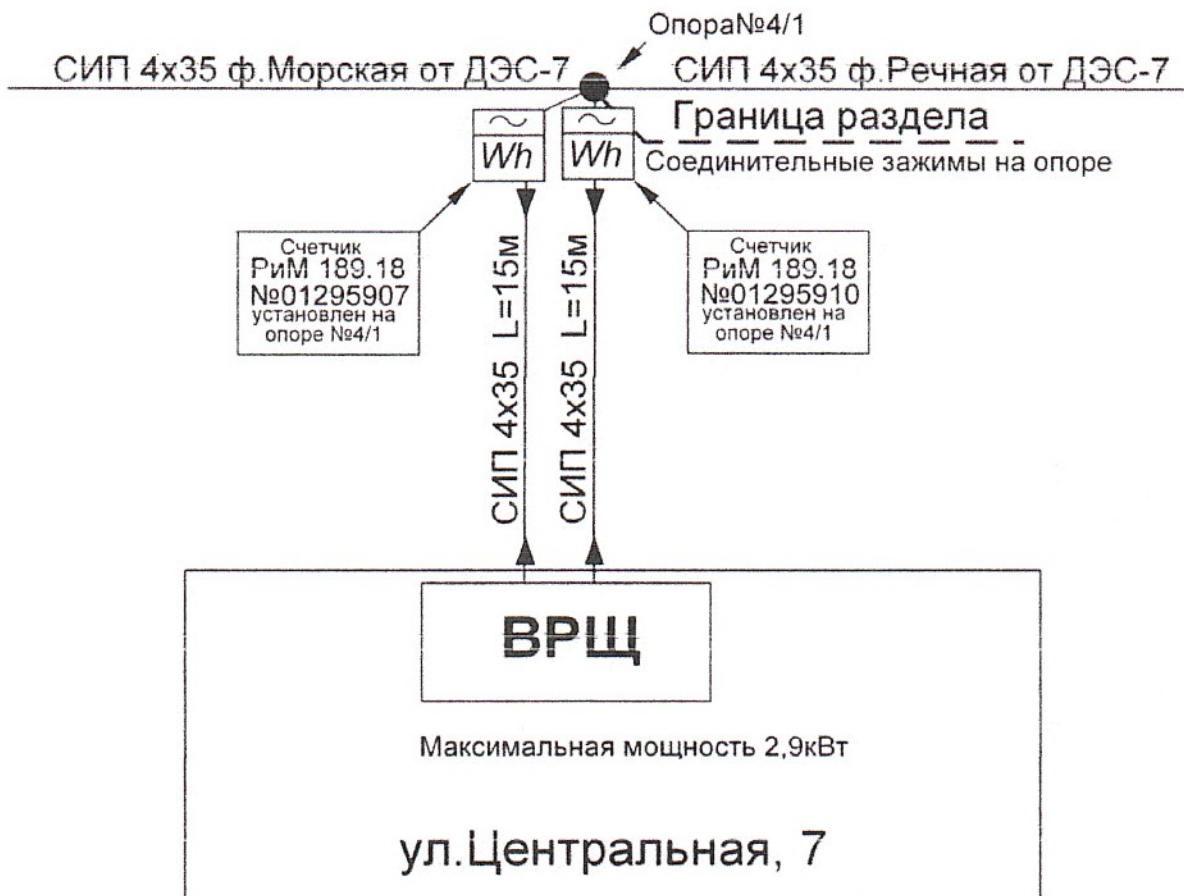 Опора№4/1
СИП 4х35 ф.Морская от ДЭС-7
СИП 4х35 ф.Речная от ДЭС-7
Граница раздела
Соединительные зажимы на опоре
~
Wh
~
Wh
Счетчик
РиМ 189.18
№01295907
установлен на
опоре №4/1
Счетчик
РиМ 189.18
№01295910
установлен на
опоре №4/1
СИП 4х35 L=15м
СИП 4х35 L=15м
ВРЩ
Максимальная мощность 2,9кВт
ул.Центральная, 7